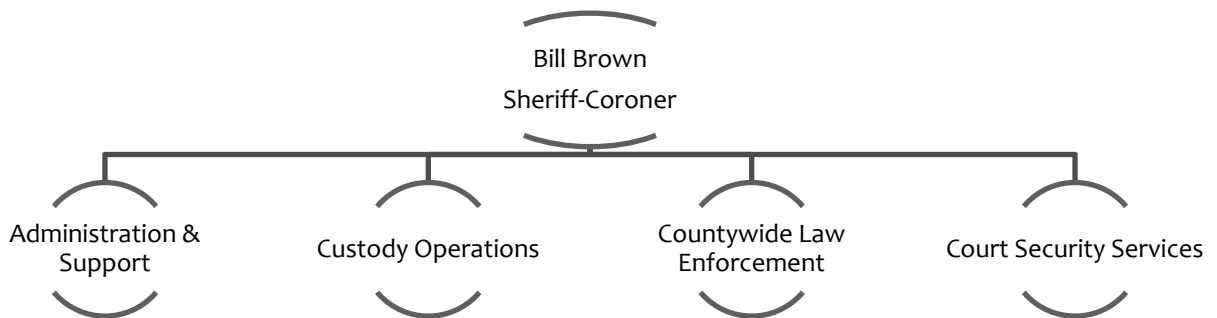 Bill Brown
Sheriff-Coroner
Administration &
Support
Custody Operations
Countywide Law
Enforcement
Court Security Services